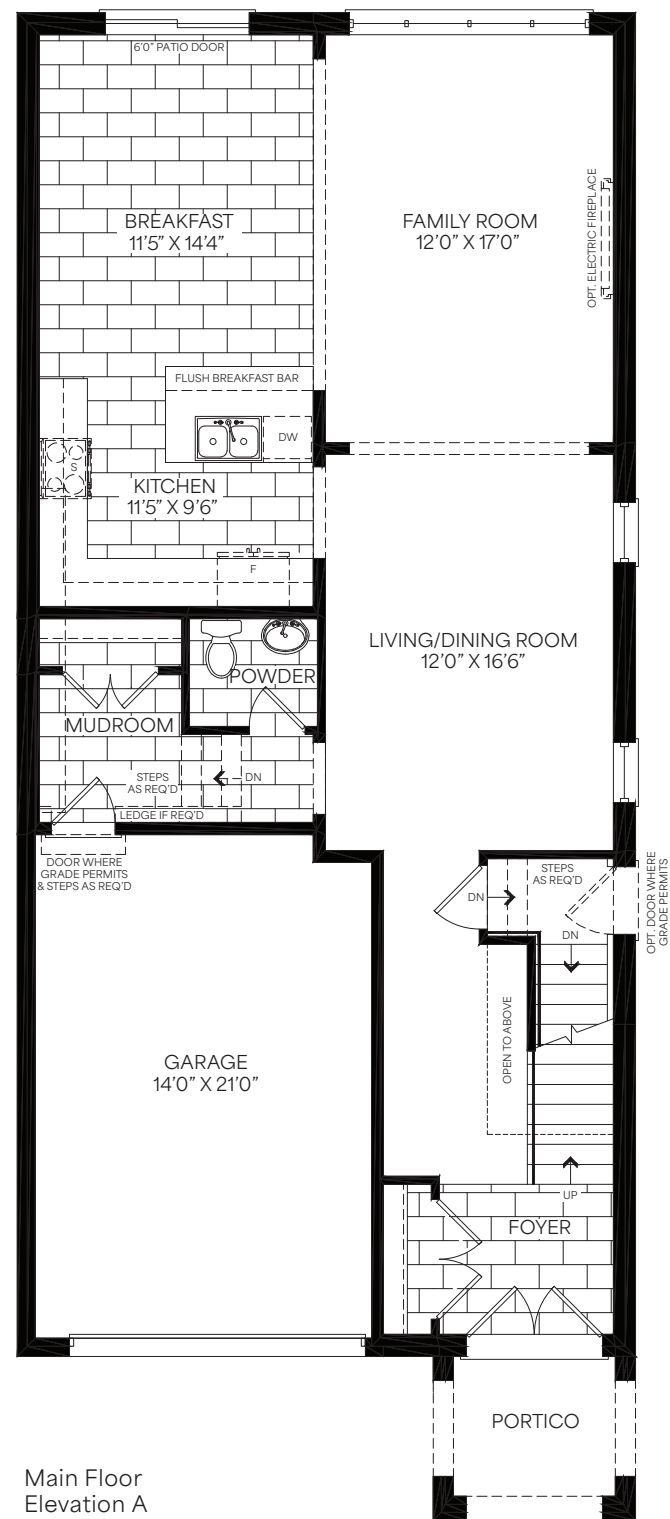 6'0" PATIO DOOR
BREAKFAST
11'5" X 14'4"
FAMILY ROOM
12'0" X 17'0"
OPT. ELECTRIC FIREPLACE
FLUSH BREAKFAST BAR
DW
S
KITCHEN
11'5" X 9'6"
F
LIVING/DINING ROOM
12'0" X 16'6"
POWDER
MUDROOM
STEPS
AS REQ'D
DN
LEDGE IF REQ'D
DOOR WHERE
GRADE PERMITS
& STEPS AS REQ'D
STEPS
AS REQ'D
DN
DN
OPT. DOOR WHERE
GRADE PERMITS
OPEN TO ABOVE
GARAGE
14'0" X 21'0"
UP
FOYER
PORTICO
Main Floor
Elevation A